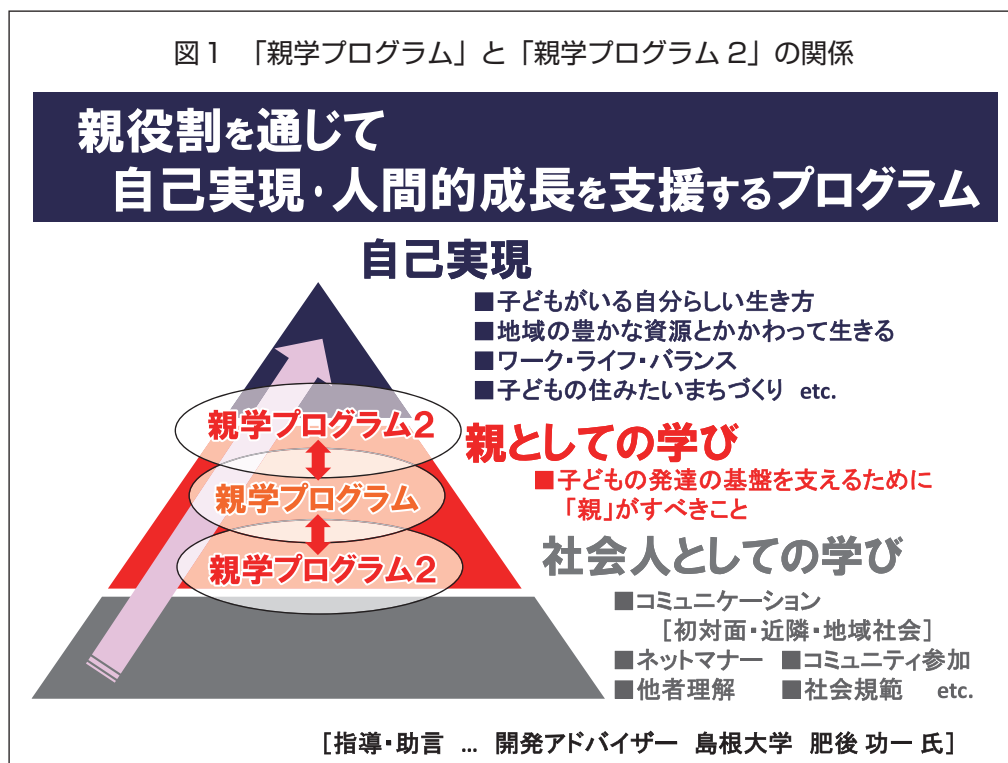 図1 「親学プログラム」と「親学プログラム2」の関係
親役割を通じて
自己実現・人間的成長を支援するプログラム
自己実現
■子どもがいる自分らしい生き方
■地域の豊かな資源とかかわって生きる
■ワーク・ライフ・バランス
■子どもの住みたいまちづくり etc.
親学プログラム2
親としての学び
■子どもの発達の基盤を支えるために
「親」がすべきこと
親学プログラム
親学プログラム2
社会人としての学び
■コミュニケーション
[初対面・近隣・地域社会]
■ネットマナー ■コミュニティ参加
■他者理解 ■社会規範 etc.
[指導・助言 … 開発アドバイザー 島根大学 肥後 功一 氏]